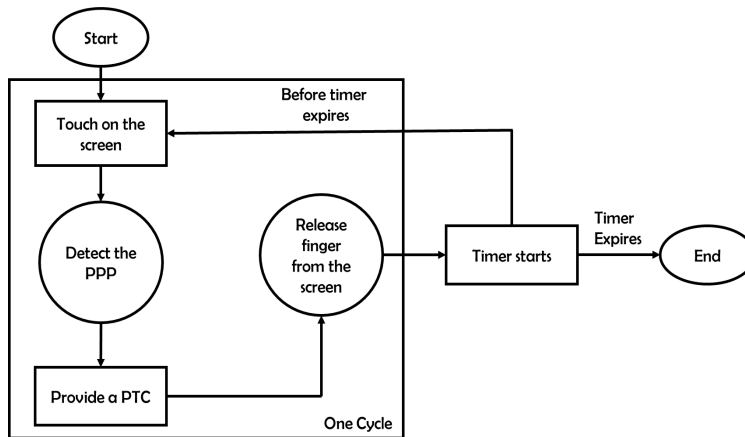 Start
Before timer
expires
Touch on the
screen
Detect the
PPP
Release
finger
from the
screen
Timer starts
Timer
Expires
End
Provide a PTC
One Cycle